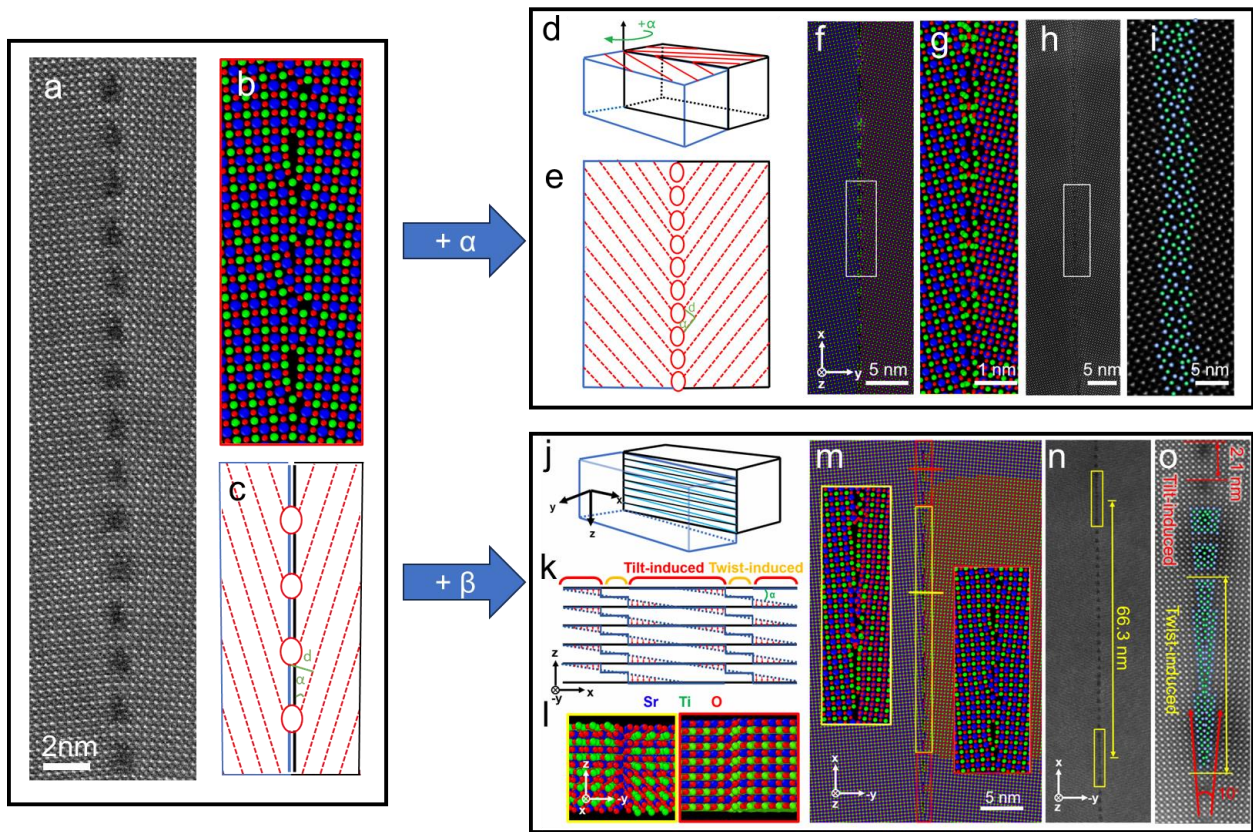 a
2nm
b
c
d
α
+ α
+ β
d
+α
e
d
α
f
x
z
y
5 nm
g
1 nm
h
5 nm
i
5 nm
j
y
x
z
k
Tilt-induced
Twist-induced
α
z
-y
x
Sr
Ti
O
l
z
x
-y
m
x
z
-y
5 nm
n
66.3 nm
x
z
-y
o
2.1 nm
Tilt-induced
Twist-induced
10°